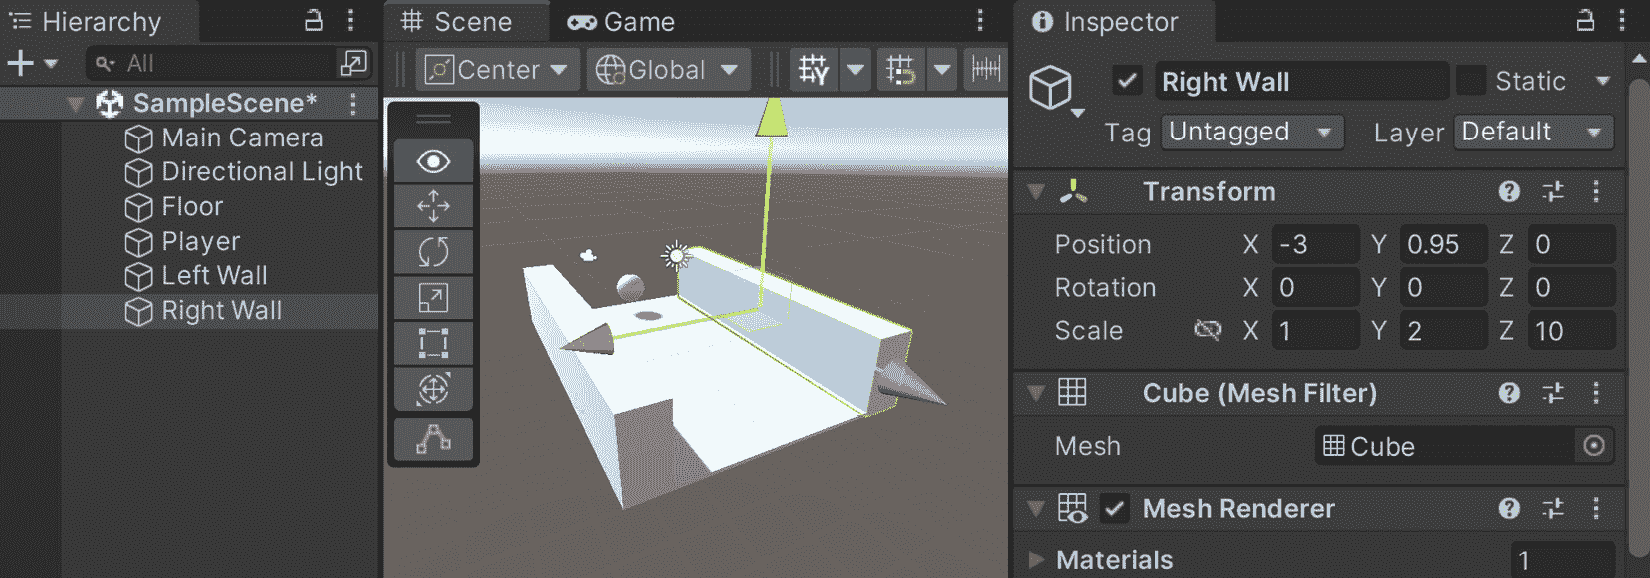 Hierarchy
All
SampleScene*
Main Camera
Directional Light
Floor
Player
Left Wall
Right Wall
Scene Game
Center Global
Inspector
Right Wall Static
Tag Untagged Layer Default
Transform
Position X -3 Y 0.95 Z 0
Rotation X 0 Y 0 Z 0
Scale X 1 Y 2 Z 10
Cube (Mesh Filter)
Mesh Cube
Mesh Renderer
Materials 1